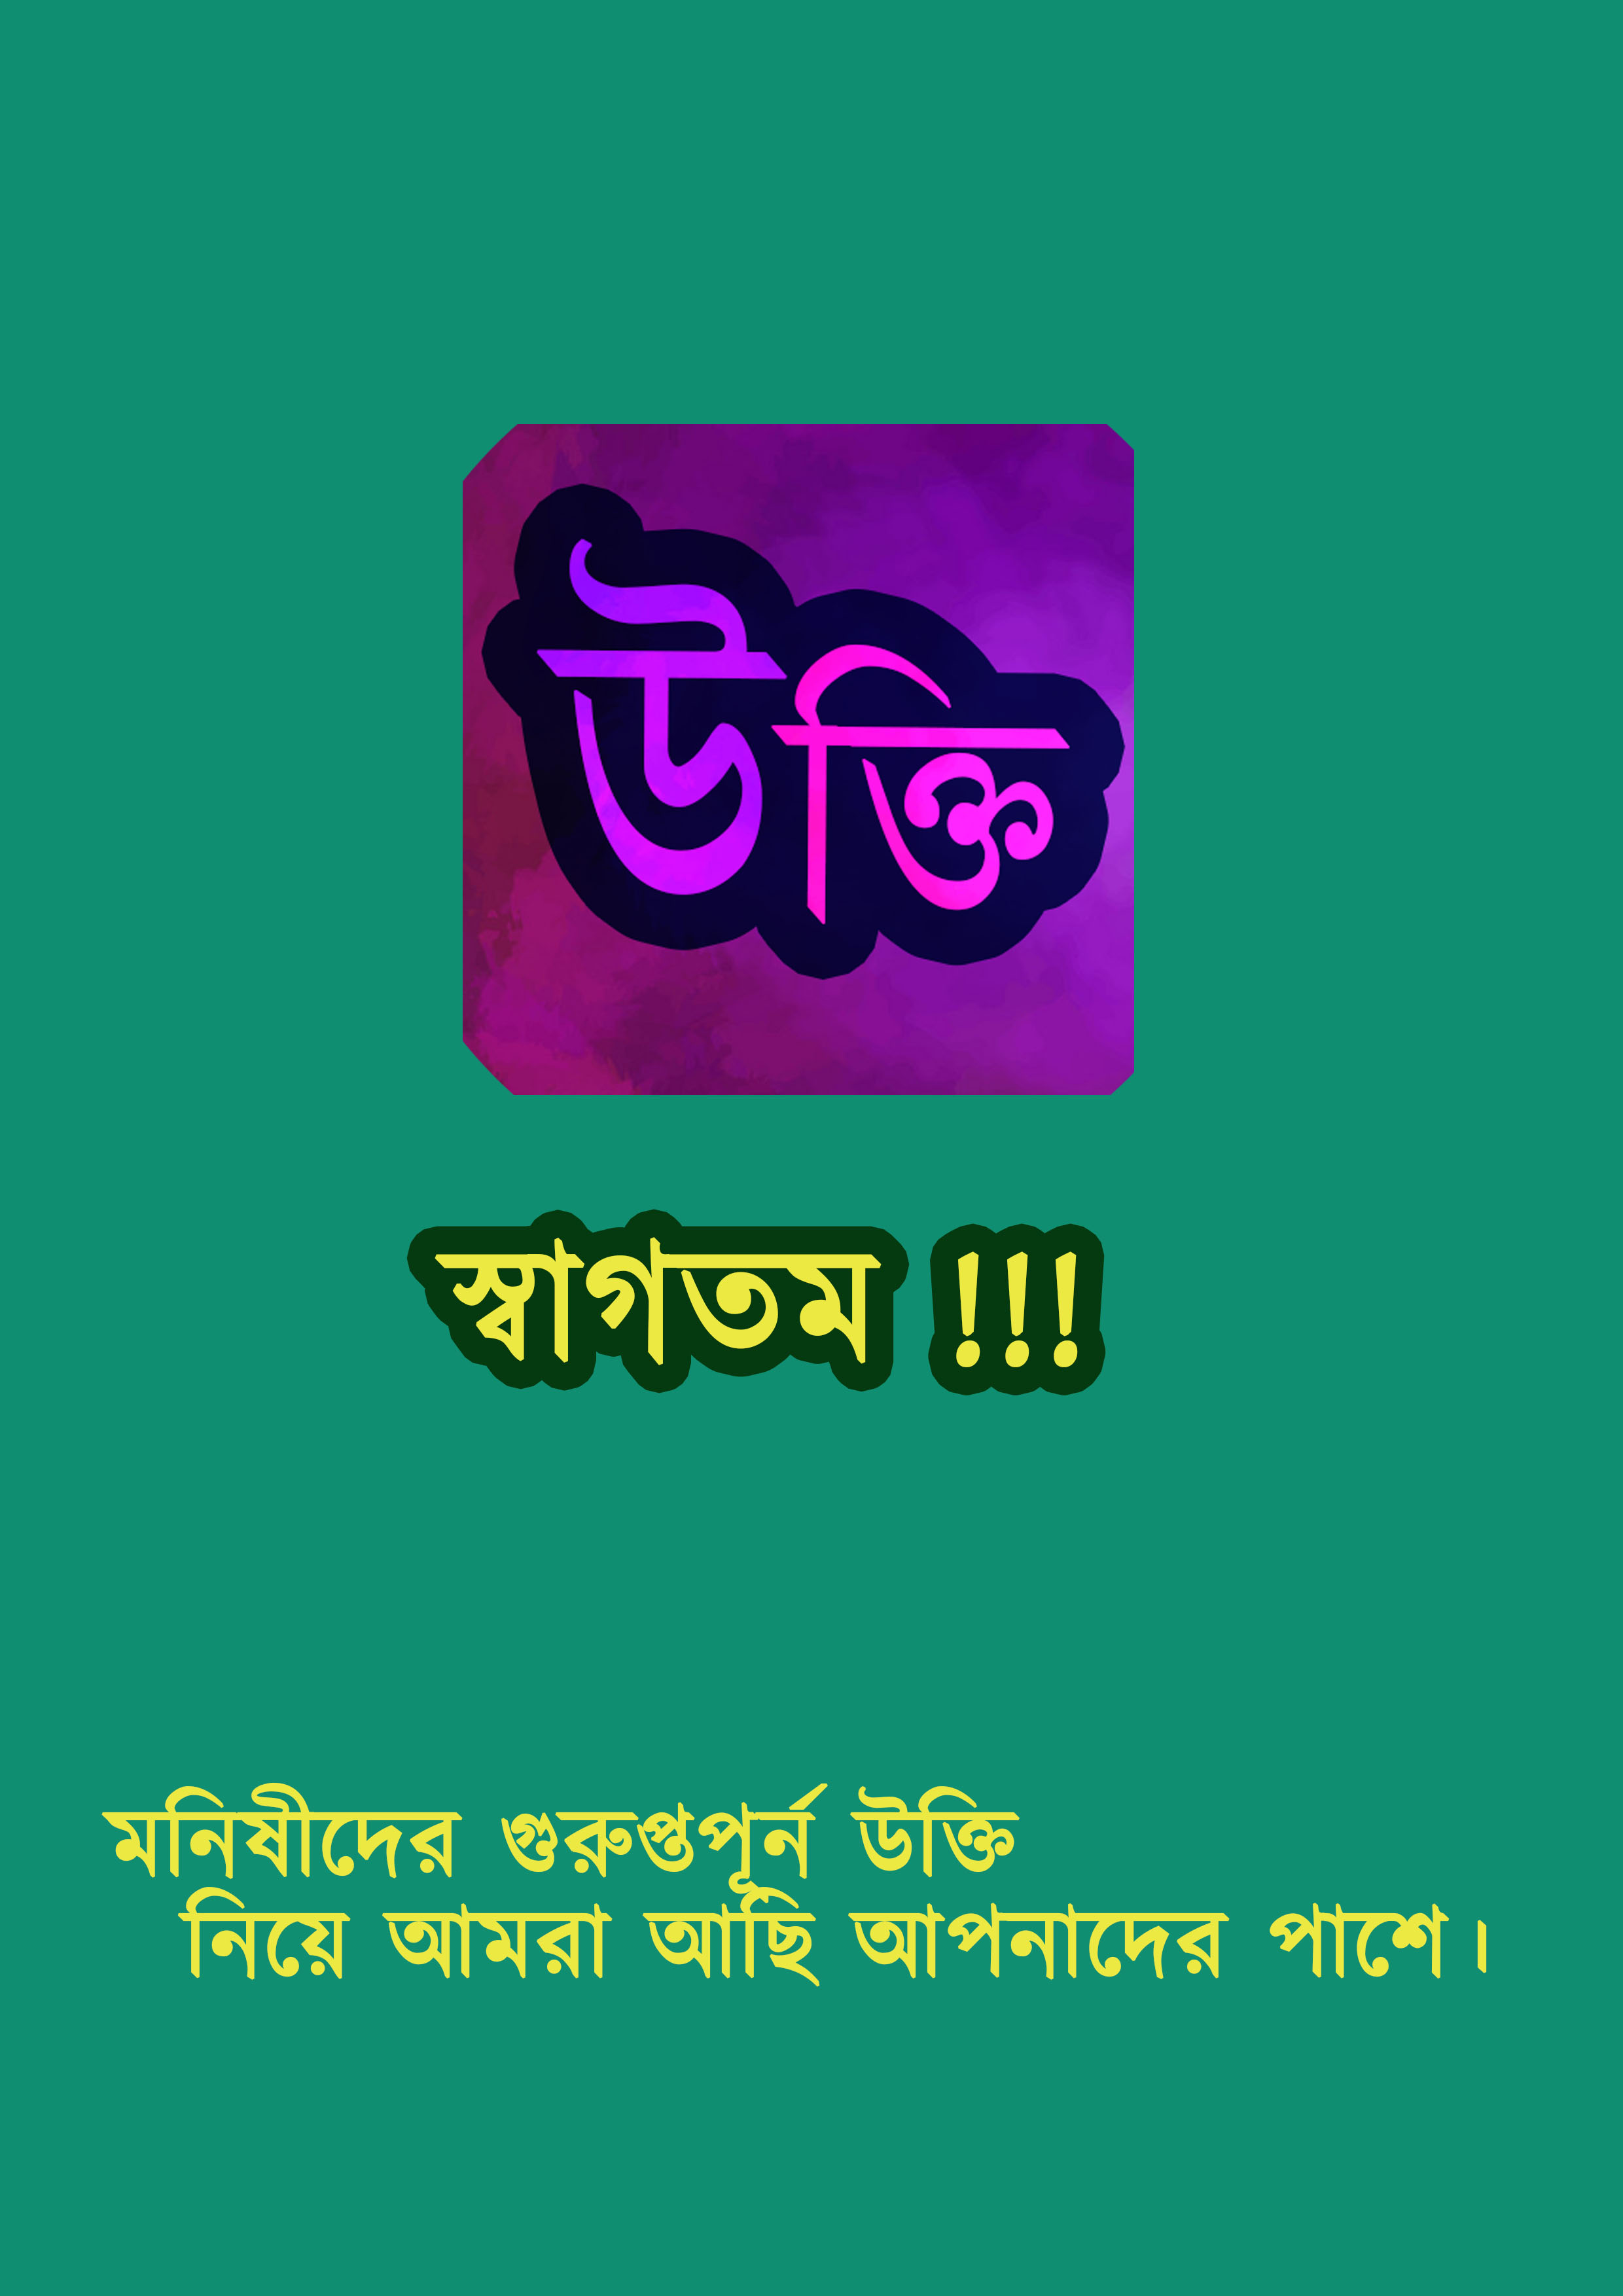 উক্তি
স্বাগতম !!!
মনিষীদের গুরুপ্তপূর্ন উক্তি
নিয়ে আমরা আছি আপনাদের পাশে।